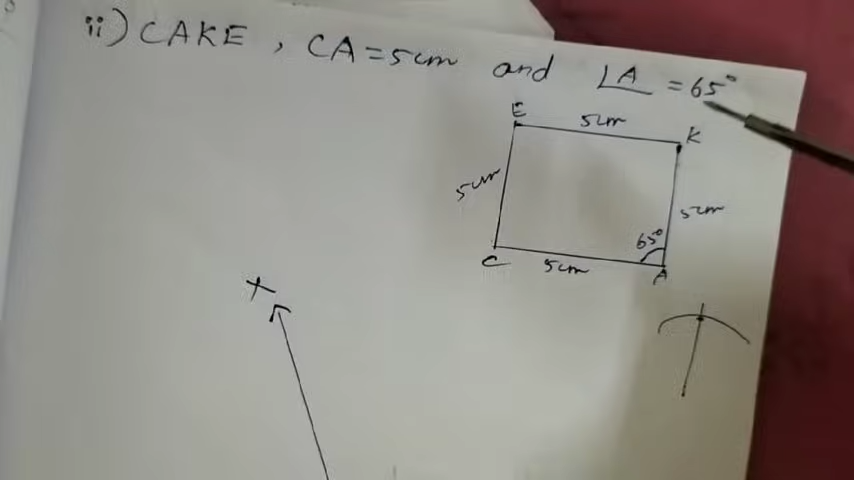 ii) CAKE , CA = 5cm and ∠A = 65°
E 5cm K
5cm 5cm
65°
C 5cm A